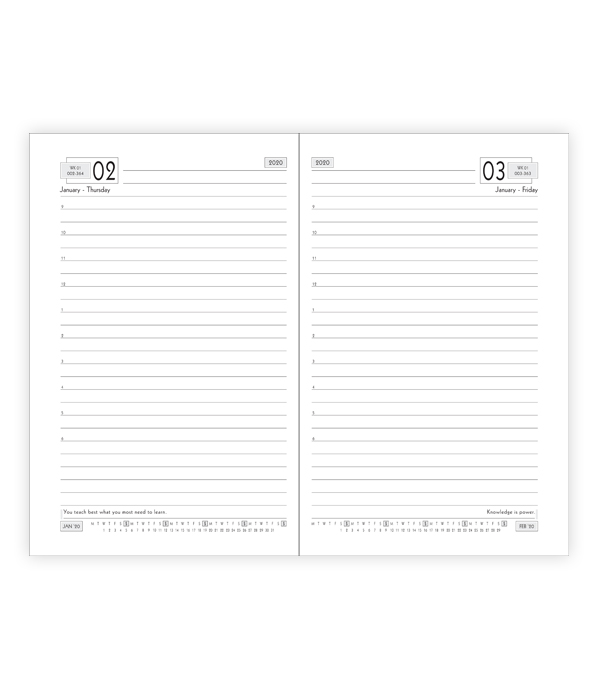 WK 01
002-364
02
2020
January - Thursday
9
10
11
12
1
2
3
4
5
6
You teach best what you most need to learn.
JAN '20
M T W T F S S M T W T F S S M T W T F S S M T W T F S S M T W T F S S
1 2 3 4 5 6 7 8 9 10 11 12 13 14 15 16 17 18 19 20 21 22 23 24 25 26 27 28 29 30 31
2020
03
WK 01
003-363
January - Friday
9
10
11
12
1
2
3
4
5
6
Knowledge is power.
M T W T F S S M T W T F S S M T W T F S S M T W T F S S M T W T F S S
1 2 3 4 5 6 7 8 9 10 11 12 13 14 15 16 17 18 19 20 21 22 23 24 25 26 27 28 29
FEB '20